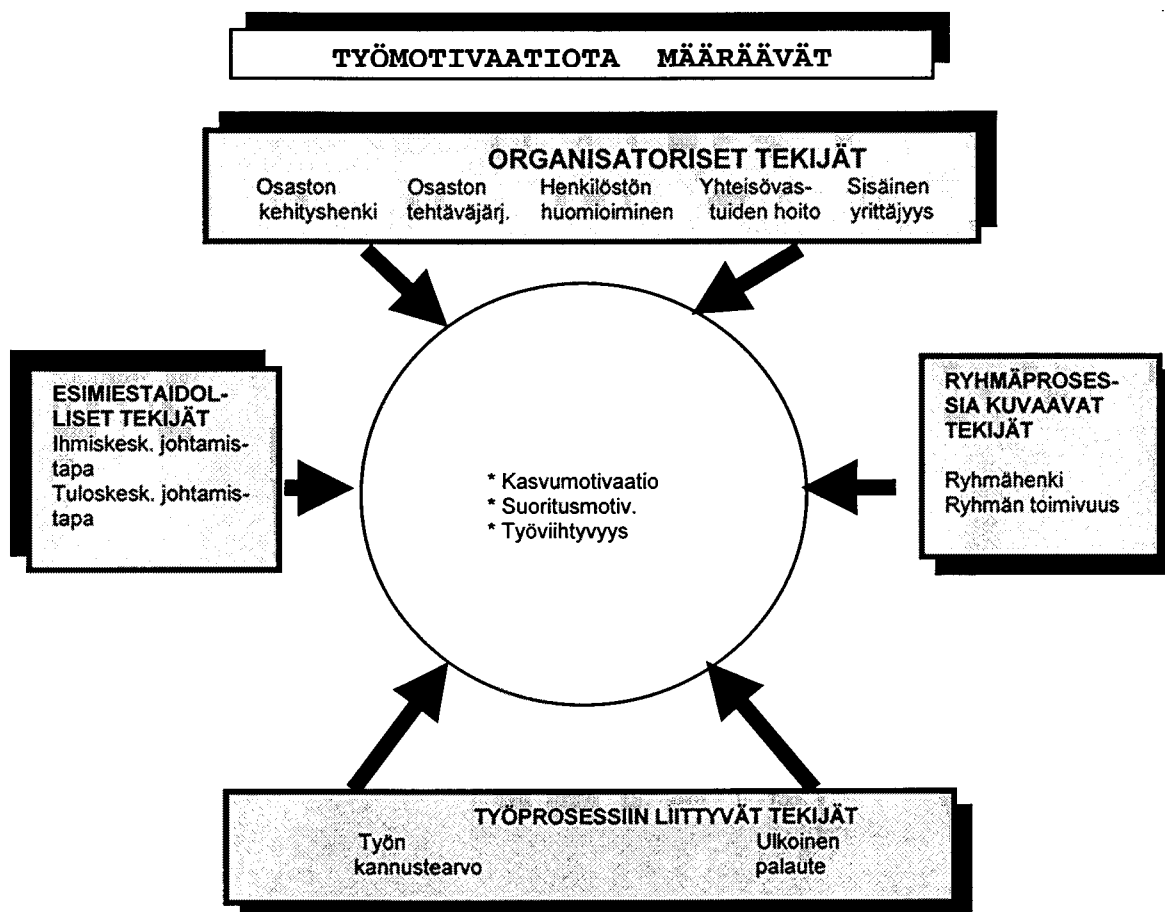 TYÖMOTIVAATIOTA MÄÄRÄÄVÄT
ORGANISATORISET TEKIJÄT
Osaston kehityshenki
Osaston tehtäväjärj.
Henkilöstön huomioiminen
Yhteisövas-
tuiden hoito
Sisäinen yrittäjyys
ESIMIESTAIDOL-
LISET TEKIJÄT
Ihmiskesk. johtamis-
tapa
Tuloskesk. johtamis-
tapa
* Kasvumotivaatio
* Suoritusmotiv.
* Työviihtyvyys
RYHMÄPROSES-
SIA KUVAAVAT
TEKIJÄT
Ryhmähenki
Ryhmän toimivuus
TYÖPROSESSIIN LIITTYVÄT TEKIJÄT
Työn
kannustearvo
Ulkoinen
palaute